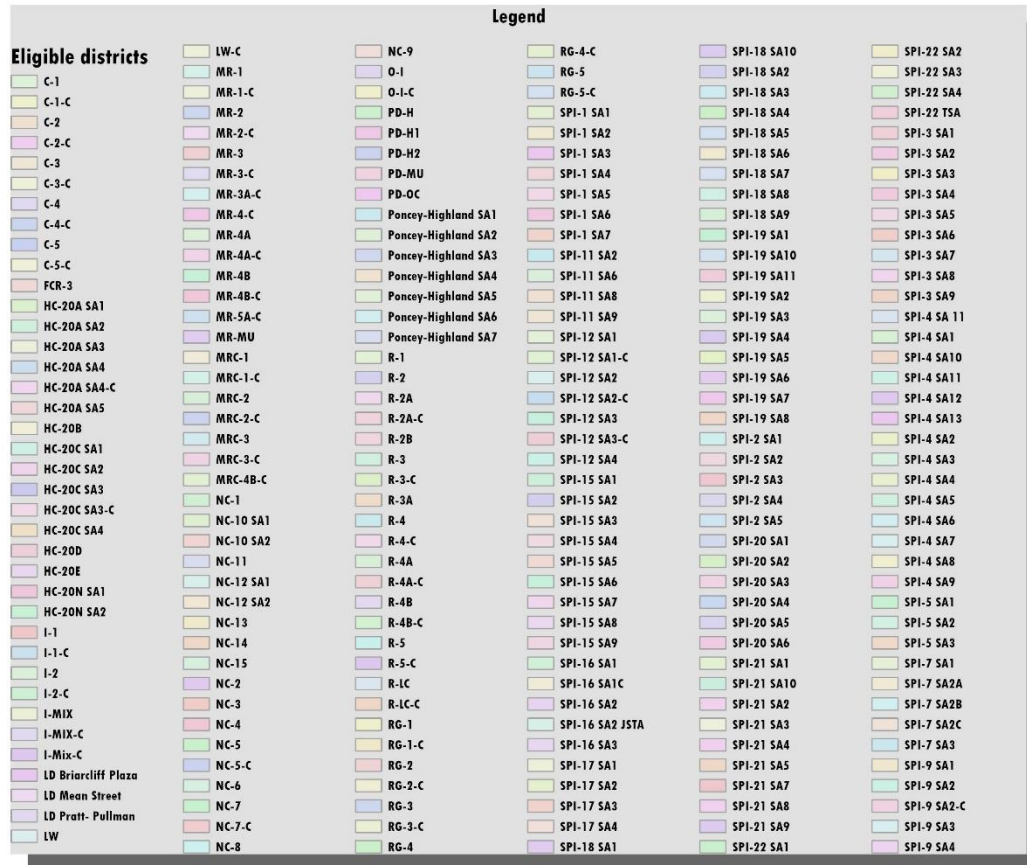 Legend
Eligible districts
C-1
C-1-C
C-2
C-2-C
C-3
C-3-C
C-4
C-4-C
C-5
C-5-C
FCR-3
HC-20A SA1
HC-20A SA2
HC-20A SA3
HC-20A SA4
HC-20A SA4-C
HC-20A SA5
HC-20B
HC-20C SA1
HC-20C SA2
HC-20C SA3
HC-20C SA3-C
HC-20C SA4
HC-20D
HC-20E
HC-20N SA1
HC-20N SA2
I-1
I-1-C
I-2
I-2-C
I-MIX
I-MIX-C
I-Mix-C
LD Briarcliff Plaza
LD Mean Street
LD Pratt- Pullman
LW
LW-C
MR-1
MR-1-C
MR-2
MR-2-C
MR-3
MR-3-C
MR-3A-C
MR-4-C
MR-4A
MR-4A-C
MR-4B
MR-4B-C
MR-5A-C
MR-MU
MRC-1
MRC-1-C
MRC-2
MRC-2-C
MRC-3
MRC-3-C
MRC-4B-C
NC-1
NC-10 SA1
NC-10 SA2
NC-11
NC-12 SA1
NC-12 SA2
NC-13
NC-14
NC-15
NC-2
NC-3
NC-4
NC-5
NC-5-C
NC-6
NC-7
NC-7-C
NC-8
NC-9
O-I
O-I-C
PD-H
PD-H1
PD-H2
PD-MU
PD-OC
Poncey-Highland SA1
Poncey-Highland SA2
Poncey-Highland SA3
Poncey-Highland SA4
Poncey-Highland SA5
Poncey-Highland SA6
Poncey-Highland SA7
R-1
R-2
R-2A
R-2A-C
R-2B
R-3
R-3-C
R-3A
R-4
R-4-C
R-4A
R-4A-C
R-4B
R-4B-C
R-5
R-5-C
R-LC
R-LC-C
RG-1
RG-1-C
RG-2
RG-2-C
RG-3
RG-3-C
RG-4
RG-4-C
RG-5
RG-5-C
SPI-1 SA1
SPI-1 SA2
SPI-1 SA3
SPI-1 SA4
SPI-1 SA5
SPI-1 SA6
SPI-1 SA7
SPI-11 SA2
SPI-11 SA6
SPI-11 SA8
SPI-11 SA9
SPI-12 SA1
SPI-12 SA1-C
SPI-12 SA2
SPI-12 SA2-C
SPI-12 SA3
SPI-12 SA3-C
SPI-12 SA4
SPI-15 SA1
SPI-15 SA2
SPI-15 SA3
SPI-15 SA4
SPI-15 SA5
SPI-15 SA6
SPI-15 SA7
SPI-15 SA8
SPI-15 SA9
SPI-16 SA1
SPI-16 SA1C
SPI-16 SA2
SPI-16 SA2 JSTA
SPI-16 SA3
SPI-17 SA1
SPI-17 SA2
SPI-17 SA3
SPI-17 SA4
SPI-18 SA1
SPI-18 SA10
SPI-18 SA2
SPI-18 SA3
SPI-18 SA4
SPI-18 SA5
SPI-18 SA6
SPI-18 SA7
SPI-18 SA8
SPI-18 SA9
SPI-19 SA1
SPI-19 SA10
SPI-19 SA11
SPI-19 SA2
SPI-19 SA3
SPI-19 SA4
SPI-19 SA5
SPI-19 SA6
SPI-19 SA7
SPI-19 SA8
SPI-2 SA1
SPI-2 SA2
SPI-2 SA3
SPI-2 SA4
SPI-2 SA5
SPI-20 SA1
SPI-20 SA2
SPI-20 SA3
SPI-20 SA4
SPI-20 SA5
SPI-20 SA6
SPI-21 SA1
SPI-21 SA10
SPI-21 SA2
SPI-21 SA3
SPI-21 SA4
SPI-21 SA5
SPI-21 SA7
SPI-21 SA8
SPI-21 SA9
SPI-22 SA1
SPI-22 SA2
SPI-22 SA3
SPI-22 SA4
SPI-22 TSA
SPI-3 SA1
SPI-3 SA2
SPI-3 SA3
SPI-3 SA4
SPI-3 SA5
SPI-3 SA6
SPI-3 SA7
SPI-3 SA8
SPI-3 SA9
SPI-4 SA 11
SPI-4 SA1
SPI-4 SA10
SPI-4 SA11
SPI-4 SA12
SPI-4 SA13
SPI-4 SA2
SPI-4 SA3
SPI-4 SA4
SPI-4 SA5
SPI-4 SA6
SPI-4 SA7
SPI-4 SA8
SPI-4 SA9
SPI-5 SA1
SPI-5 SA2
SPI-5 SA3
SPI-7 SA1
SPI-7 SA2A
SPI-7 SA2B
SPI-7 SA2C
SPI-7 SA3
SPI-9 SA1
SPI-9 SA2
SPI-9 SA2-C
SPI-9 SA3
SPI-9 SA4